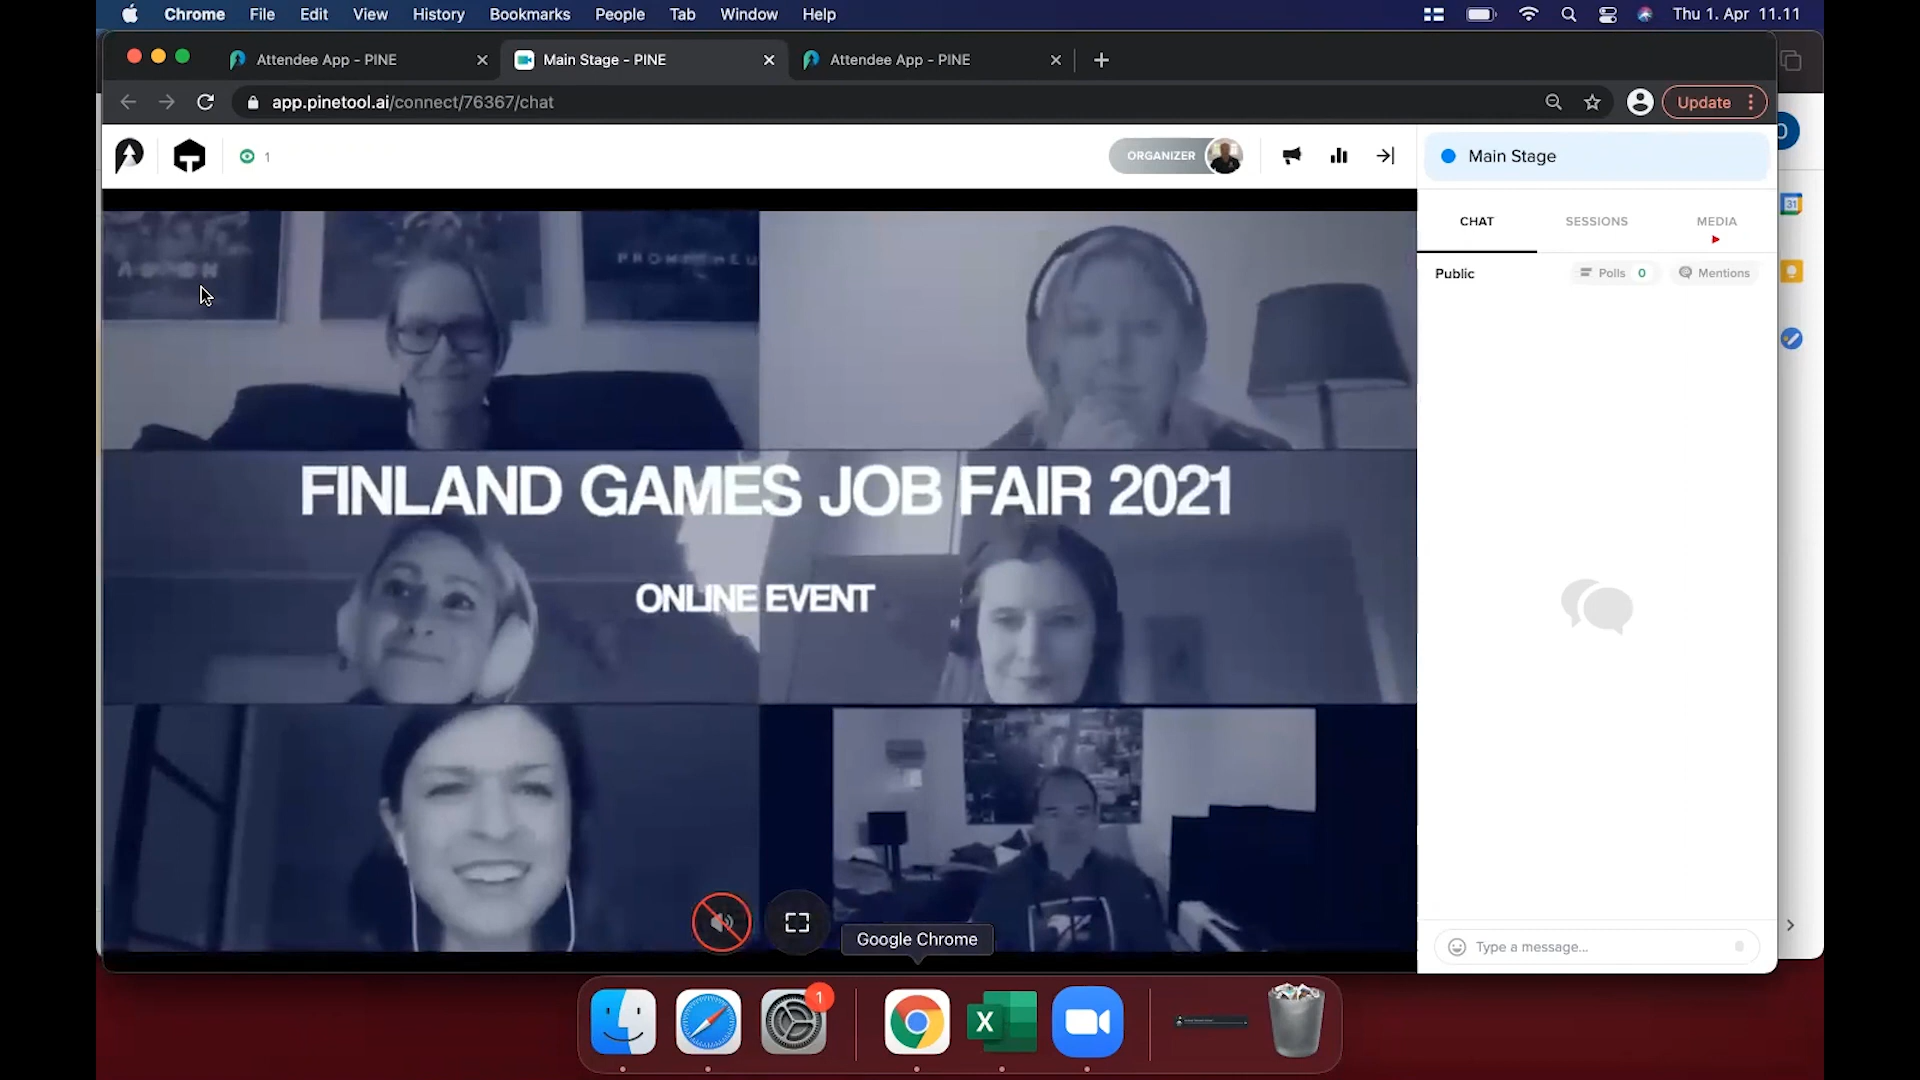 Chrome File Edit View History Bookmarks People Tab Window Help Thu 1. Apr 11.11
Attendee App - PINE Main Stage - PINE Attendee App - PINE
app.pinetool.ai/connect/76367/chat Update
1 ORGANIZER Main Stage
31
CHAT SESSIONS MEDIA
Public Polls 0 Mentions
FINLAND GAMES JOB FAIR 2021
ONLINE EVENT
Google Chrome
Type a message...
1
X